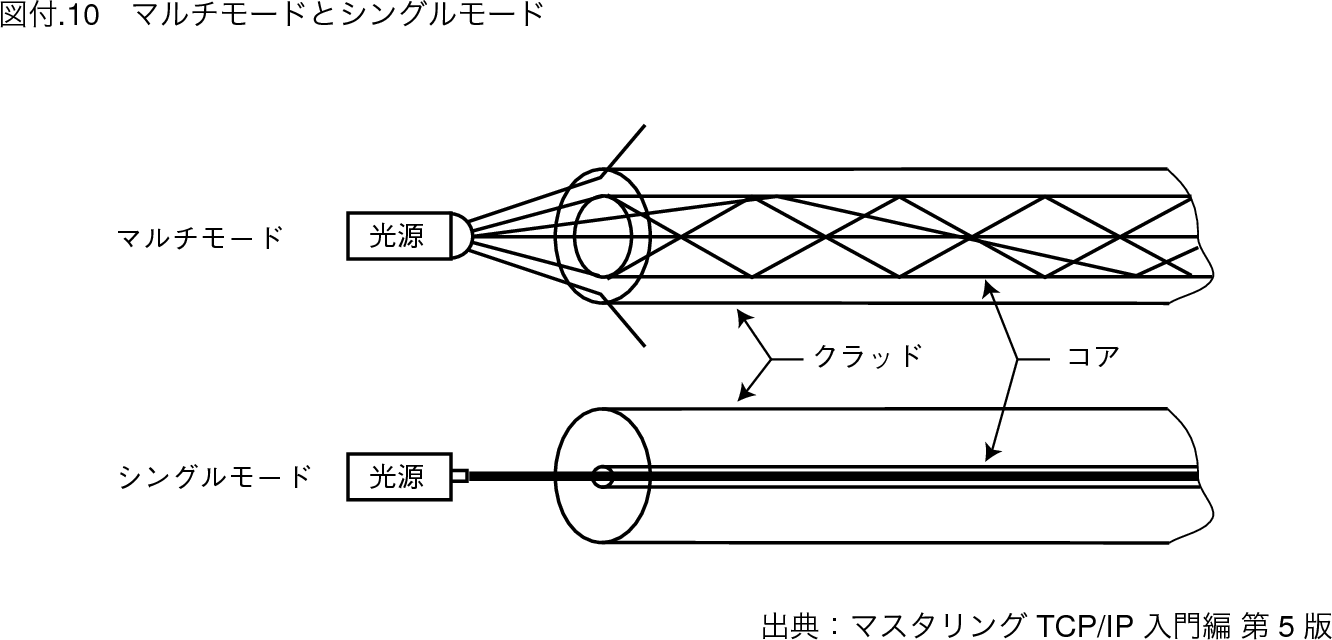 図付.10　マルチモードとシングルモード
マルチモード
光源
クラッド
コア
シングルモード
光源
出典：マスタリング TCP/IP 入門編 第 5 版